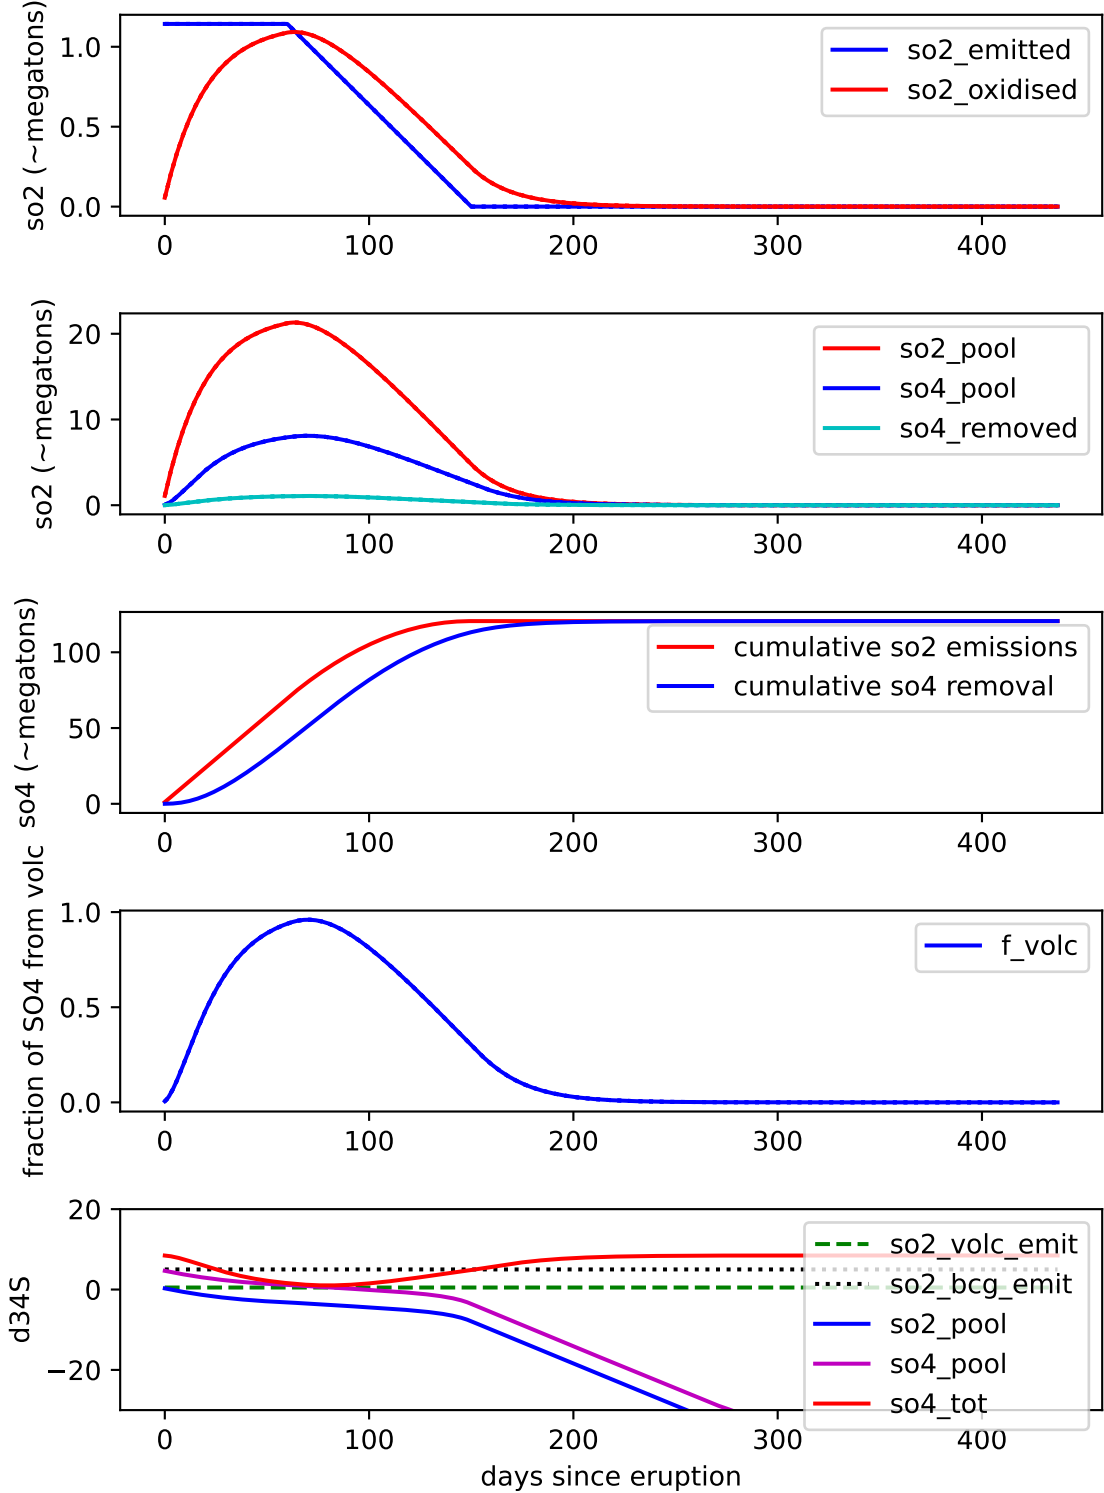 so2 (~megatons)
1.0
0.5
0.0
so2_emitted
so2_oxidised
0 100 200 300 400
so2 (~megatons)
20
10
0
so2_pool
so4_pool
so4_removed
0 100 200 300 400
so4 (~megatons)
100
50
0
cumulative so2 emissions
cumulative so4 removal
0 100 200 300 400
fraction of SO4 from volc
1.0
0.5
0.0
f_volc
0 100 200 300 400
d34S
20
0
−20
so2_volc_emit
so2_bcg_emit
so2_pool
so4_pool
so4_tot
0 100 200 300 400
days since eruption